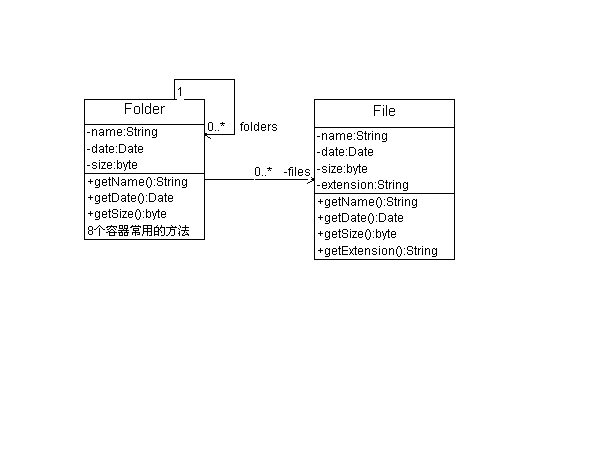 1
Folder
0..* folders
-name:String
-date:Date
-size:byte
+getName():String
+getDate():Date
+getSize():byte
8个容器常用的方法
0..* -files
File
-name:String
-date:Date
-size:byte
-extension:String
+getName():String
+getDate():Date
+getSize():byte
+getExtension():String